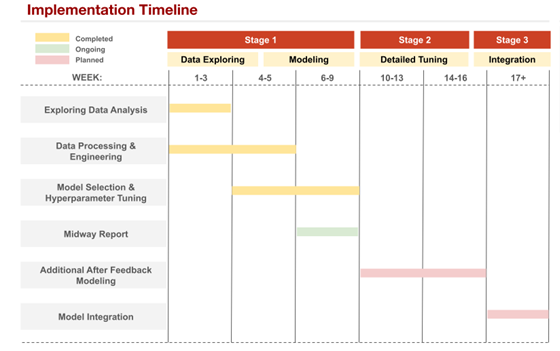 Implementation Timeline
Completed
Ongoing
Planned
Stage 1
Stage 2
Stage 3
Data Exploring
Modeling
Detailed Tuning
Integration
WEEK:
1-3
4-5
6-9
10-13
14-16
17+
Exploring Data Analysis
Data Processing &
Engineering
Model Selection &
Hyperparameter Tuning
Midway Report
Additional After Feedback
Modeling
Model Integration